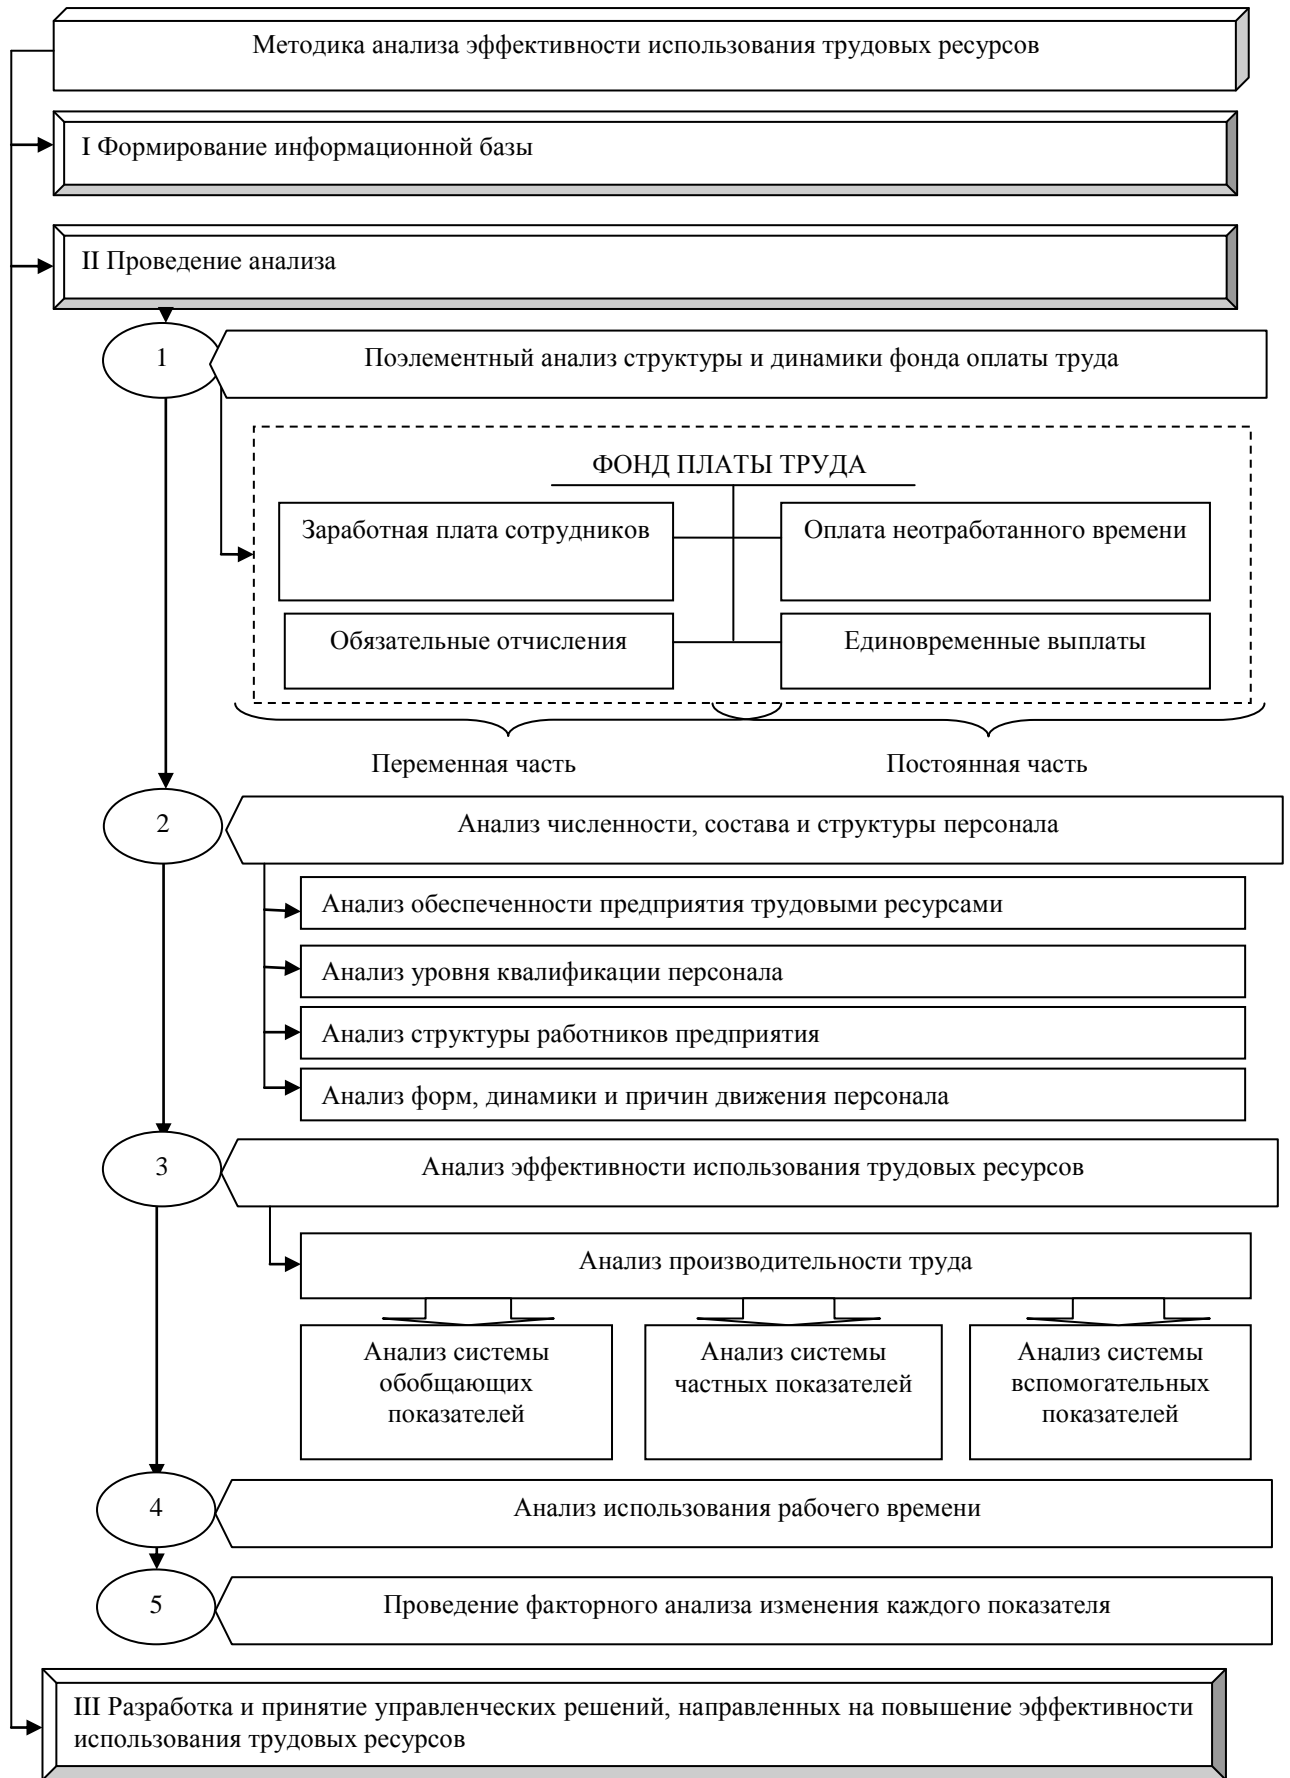 Методика анализа эффективности использования трудовых ресурсов
I Формирование информационной базы
II Проведение анализа
1
Поэлементный анализ структуры и динамики фонда оплаты труда
ФОНД ПЛАТЫ ТРУДА
Заработная плата сотрудников
Оплата неотработанного времени
Обязательные отчисления
Единовременные выплаты
Переменная часть
Постоянная часть
2
Анализ численности, состава и структуры персонала
Анализ обеспеченности предприятия трудовыми ресурсами
Анализ уровня квалификации персонала
Анализ структуры работников предприятия
Анализ форм, динамики и причин движения персонала
3
Анализ эффективности использования трудовых ресурсов
Анализ производительности труда
Анализ системы
обобщающих
показателей
Анализ системы
частных показателей
Анализ системы
вспомогательных
показателей
4
Анализ использования рабочего времени
5
Проведение факторного анализа изменения каждого показателя
III Разработка и принятие управленческих решений, направленных на повышение эффективности
использования трудовых ресурсов